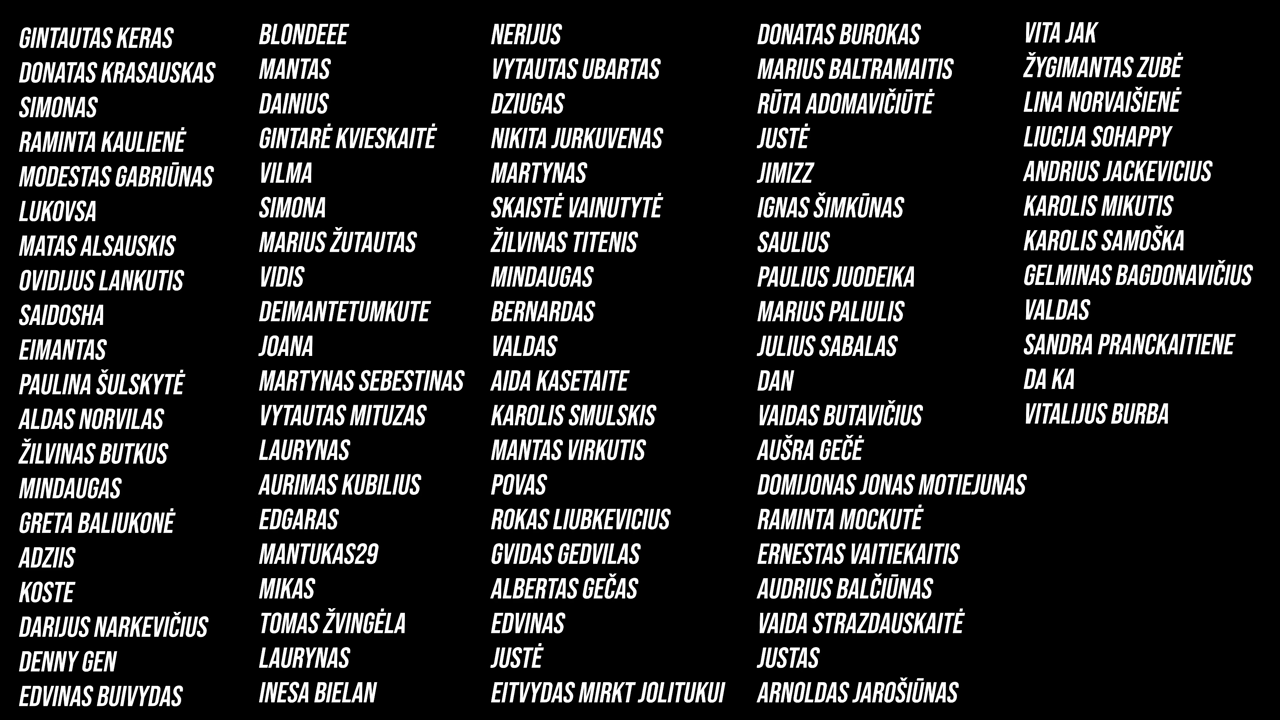 GINTAUTAS KERAS
DONATAS KRASAUSKAS
SIMONAS
RAMINTA KAULIENĖ
MODESTAS GABRIŪNAS
LUKOVSA
MATAS ALSAUSKIS
OVIDIJUS LANKUTIS
SAIDOSHA
EIMANTAS
PAULINA ŠULSKYTĖ
ALDAS NORVILAS
ŽILVINAS BUTKUS
MINDAUGAS
GRETA BALIUKONĖ
ADZIIS
KOSTE
DARIJUS NARKEVIČIUS
DENNY GEN
EDVINAS BUIVYDAS
BLONDEEE
MANTAS
DAINIUS
GINTARĖ KVIESKAITĖ
VILMA
SIMONA
MARIUS ŽUTAUTAS
VIDIS
DEIMANTETUMKUTE
JOANA
MARTYNAS SEBESTINAS
VYTAUTAS MITUZAS
LAURYNAS
AURIMAS KUBILIUS
EDGARAS
MANTUKAS29
MIKAS
TOMAS ŽVINGĖLA
LAURYNAS
INESA BIELAN
NERIJUS
VYTAUTAS UBARTAS
DZIUGAS
NIKITA JURKUVENAS
MARTYNAS
SKAISTĖ VAINUTYTĖ
ŽILVINAS TITENIS
MINDAUGAS
BERNARDAS
VALDAS
AIDA KASETAITE
KAROLIS SMULSKIS
MANTAS VIRKUTIS
POVAS
ROKAS LIUBKEVICIUS
GVIDAS GEDVILAS
ALBERTAS GEČAS
EDVINAS
JUSTĖ
EITVYDAS MIRKT JOLITUKUI
DONATAS BUROKAS
MARIUS BALTRAMAITIS
RŪTA ADOMAVIČIŪTĖ
JUSTĖ
JIMIZZ
IGNAS ŠIMKŪNAS
SAULIUS
PAULIUS JUODEIKA
MARIUS PALIULIS
JULIUS SABALAS
DAN
VAIDAS BUTAVIČIUS
AUŠRA GEČĖ
DOMIJONAS JONAS MOTIEJUNAS
RAMINTA MOCKUTĖ
ERNESTAS VAITIEKAITIS
AUDRIUS BALČIŪNAS
VAIDA STRAZDAUSKAITĖ
JUSTAS
ARNOLDAS JAROŠIŪNAS
VITA JAK
ŽYGIMANTAS ZUBĖ
LINA NORVAIŠIENĖ
LIUCIJA SOHAPPY
ANDRIUS JACKEVICIUS
KAROLIS MIKUTIS
KAROLIS SAMOŠKA
GELMINAS BAGDONAVIČIUS
VALDAS
SANDRA PRANCKAITIENE
DA KA
VITALIJUS BURBA